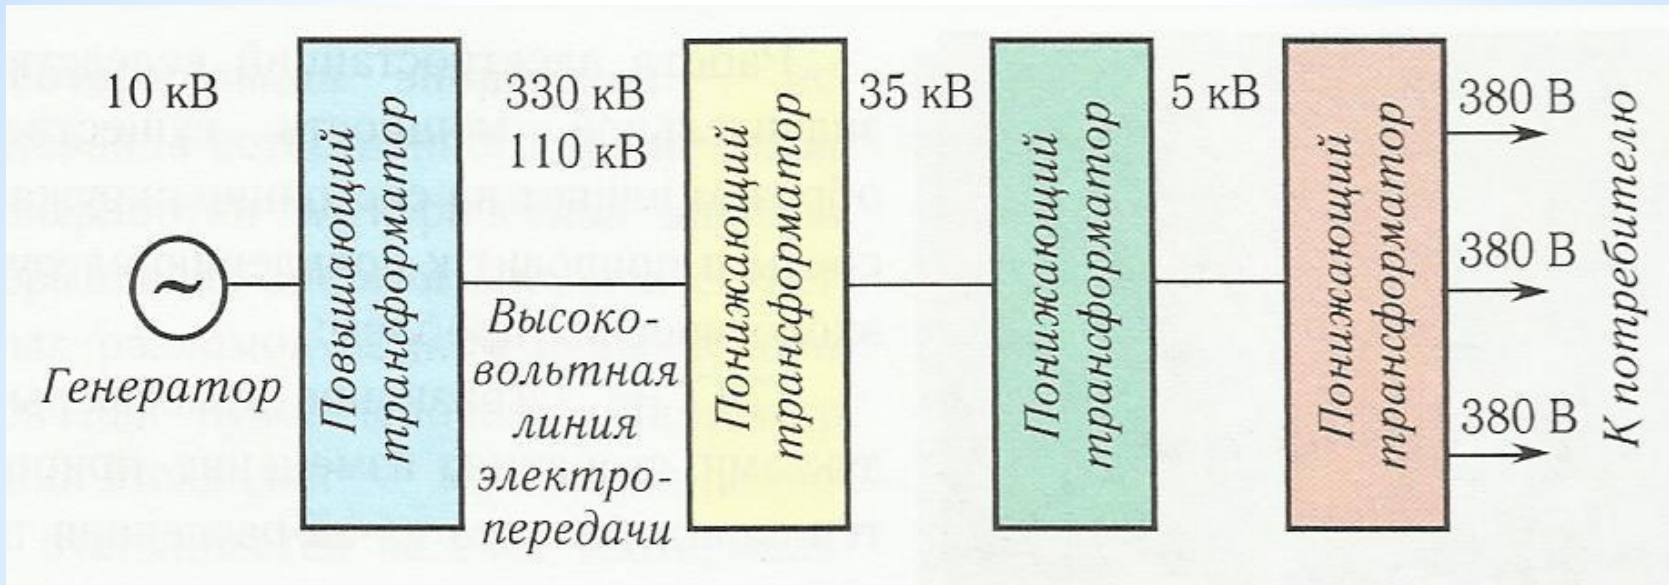 10 кВ
Генератор
Повышающий
трансформатор
330 кВ
110 кВ
Высоко-
вольтная
линия
электро-
передачи
Понижающий
трансформатор
35 кВ
Понижающий
трансформатор
5 кВ
Понижающий
трансформатор
380 В
380 В
380 В
К потребителю